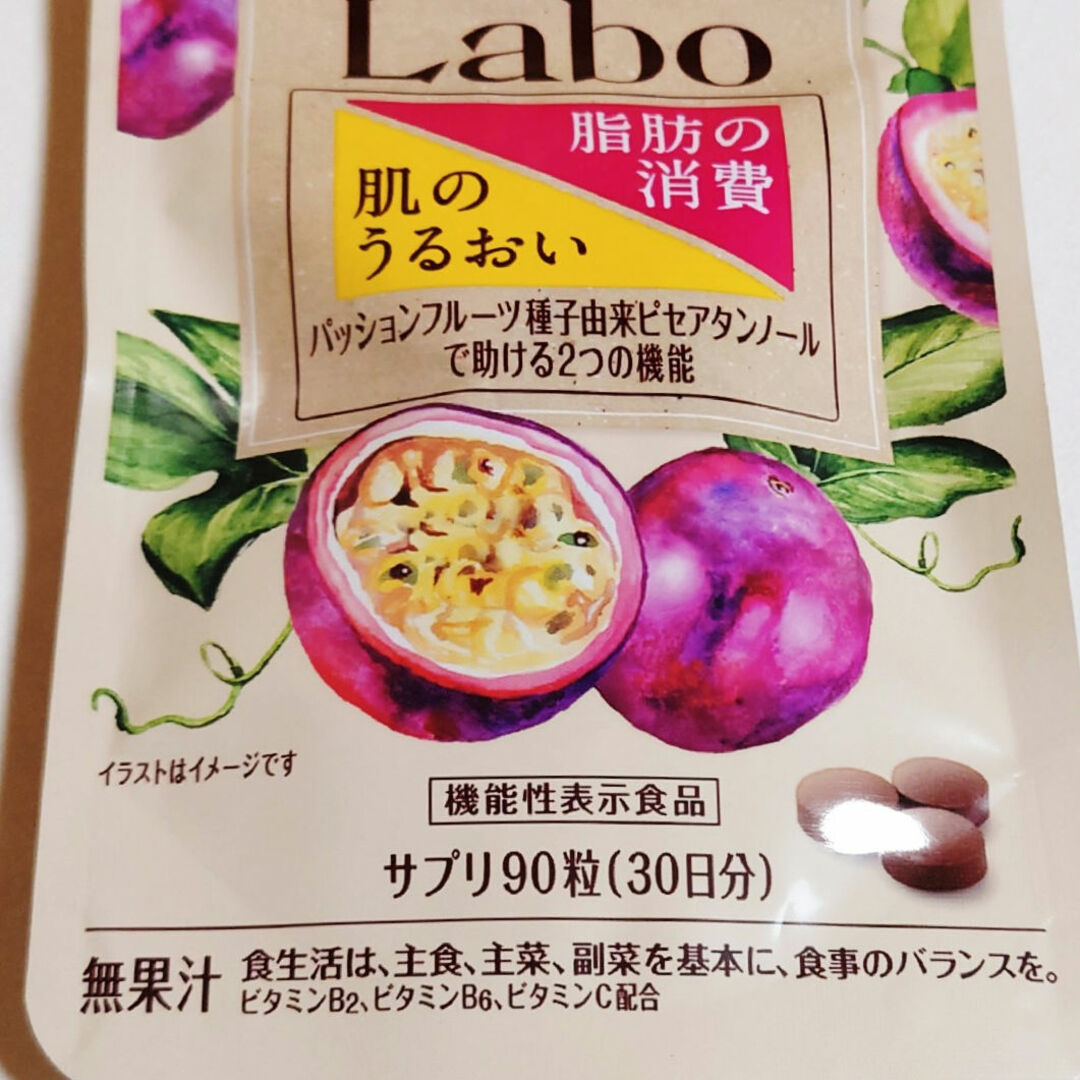 Labo
脂肪の
消費
肌の
うるおい
パッションフルーツ種子由来ピセアタンノール
で助ける2つの機能
イラストはイメージです
機能性表示食品
サプリ90粒(30日分)
無果汁
食生活は、主食、主菜、副菜を基本に、食事のバランスを。
ビタミンB2、ビタミンB6、ビタミンC配合